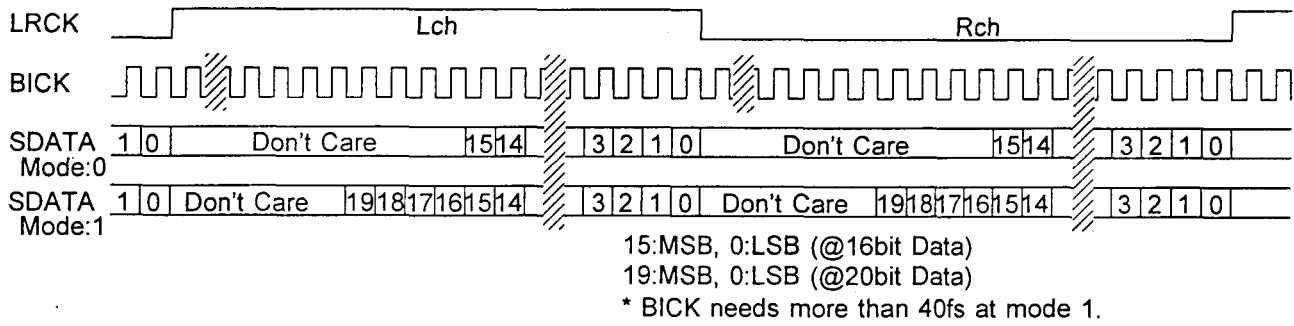 LRCK Lch Rch
BICK
SDATA 1 0 Don't Care 15 14 3 2 1 0 Don't Care 15 14 3 2 1 0
Mode:0
SDATA 1 0 Don't Care 19 18 17 16 15 14 3 2 1 0 Don't Care 19 18 17 16 15 14 3 2 1 0
Mode:1
15:MSB, 0:LSB (@16bit Data)
19:MSB, 0:LSB (@20bit Data)
* BICK needs more than 40fs at mode 1.